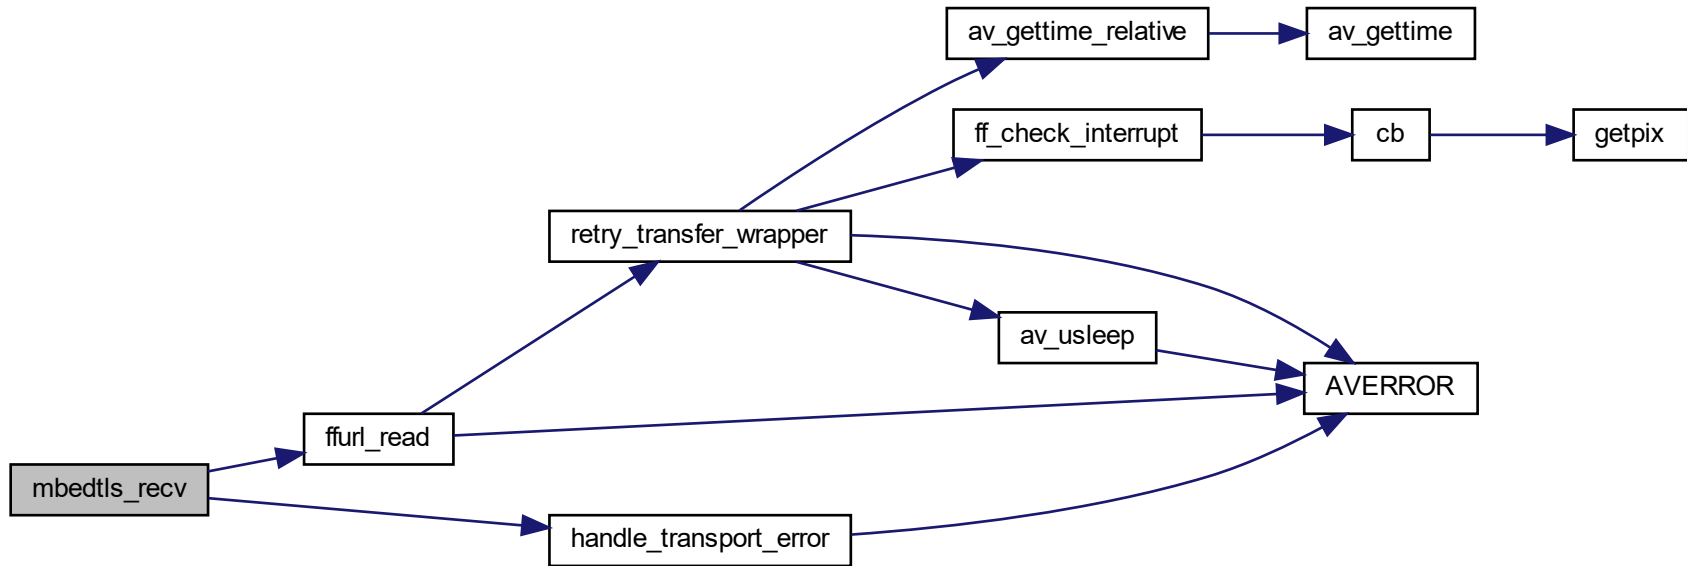 av_gettime_relative
av_gettime
ff_check_interrupt
cb
getpix
retry_transfer_wrapper
av_usleep
AVERROR
ffurl_read
mbedtls_recv
handle_transport_error